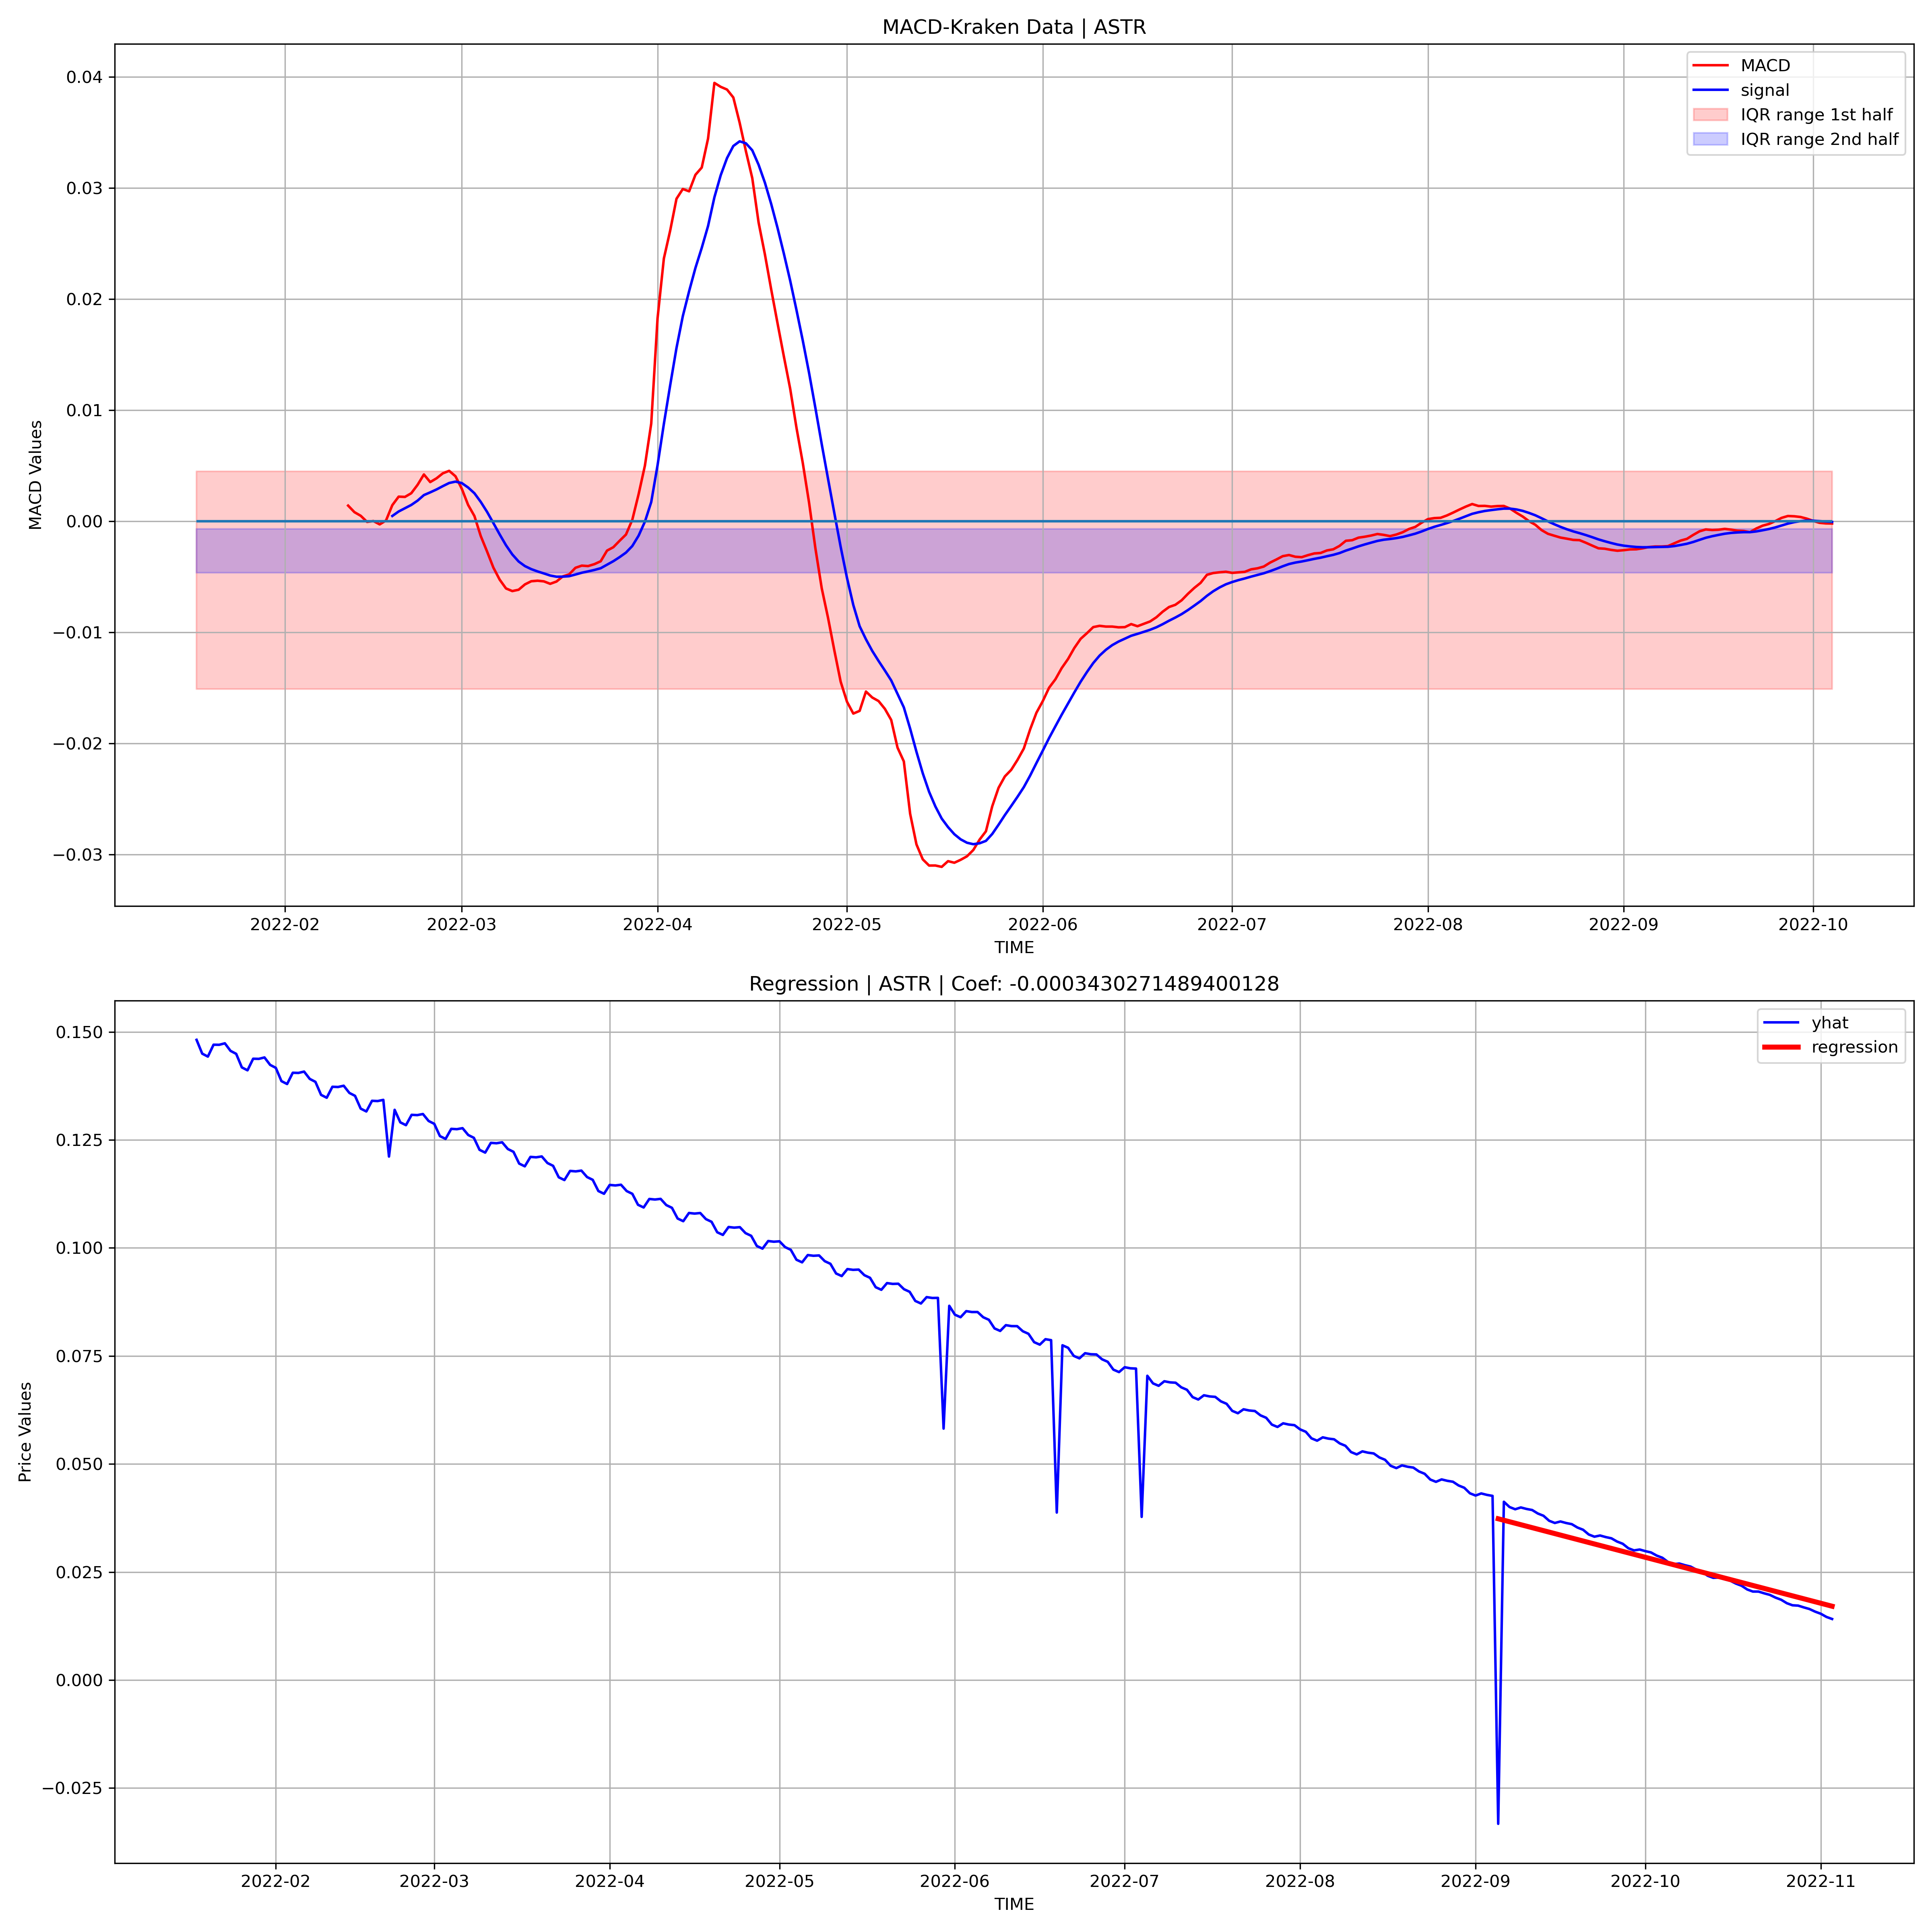 MACD-Kraken Data | ASTR
MACD
signal
IQR range 1st half
IQR range 2nd half
MACD Values
0.04
0.03
0.02
0.01
0.00
−0.01
−0.02
−0.03
2022-02 2022-03 2022-04 2022-05 2022-06 2022-07 2022-08 2022-09 2022-10
TIME
Regression | ASTR | Coef: -0.0003430271489400128
yhat
regression
Price Values
0.150
0.125
0.100
0.075
0.050
0.025
0.000
−0.025
2022-02 2022-03 2022-04 2022-05 2022-06 2022-07 2022-08 2022-09 2022-10 2022-11
TIME